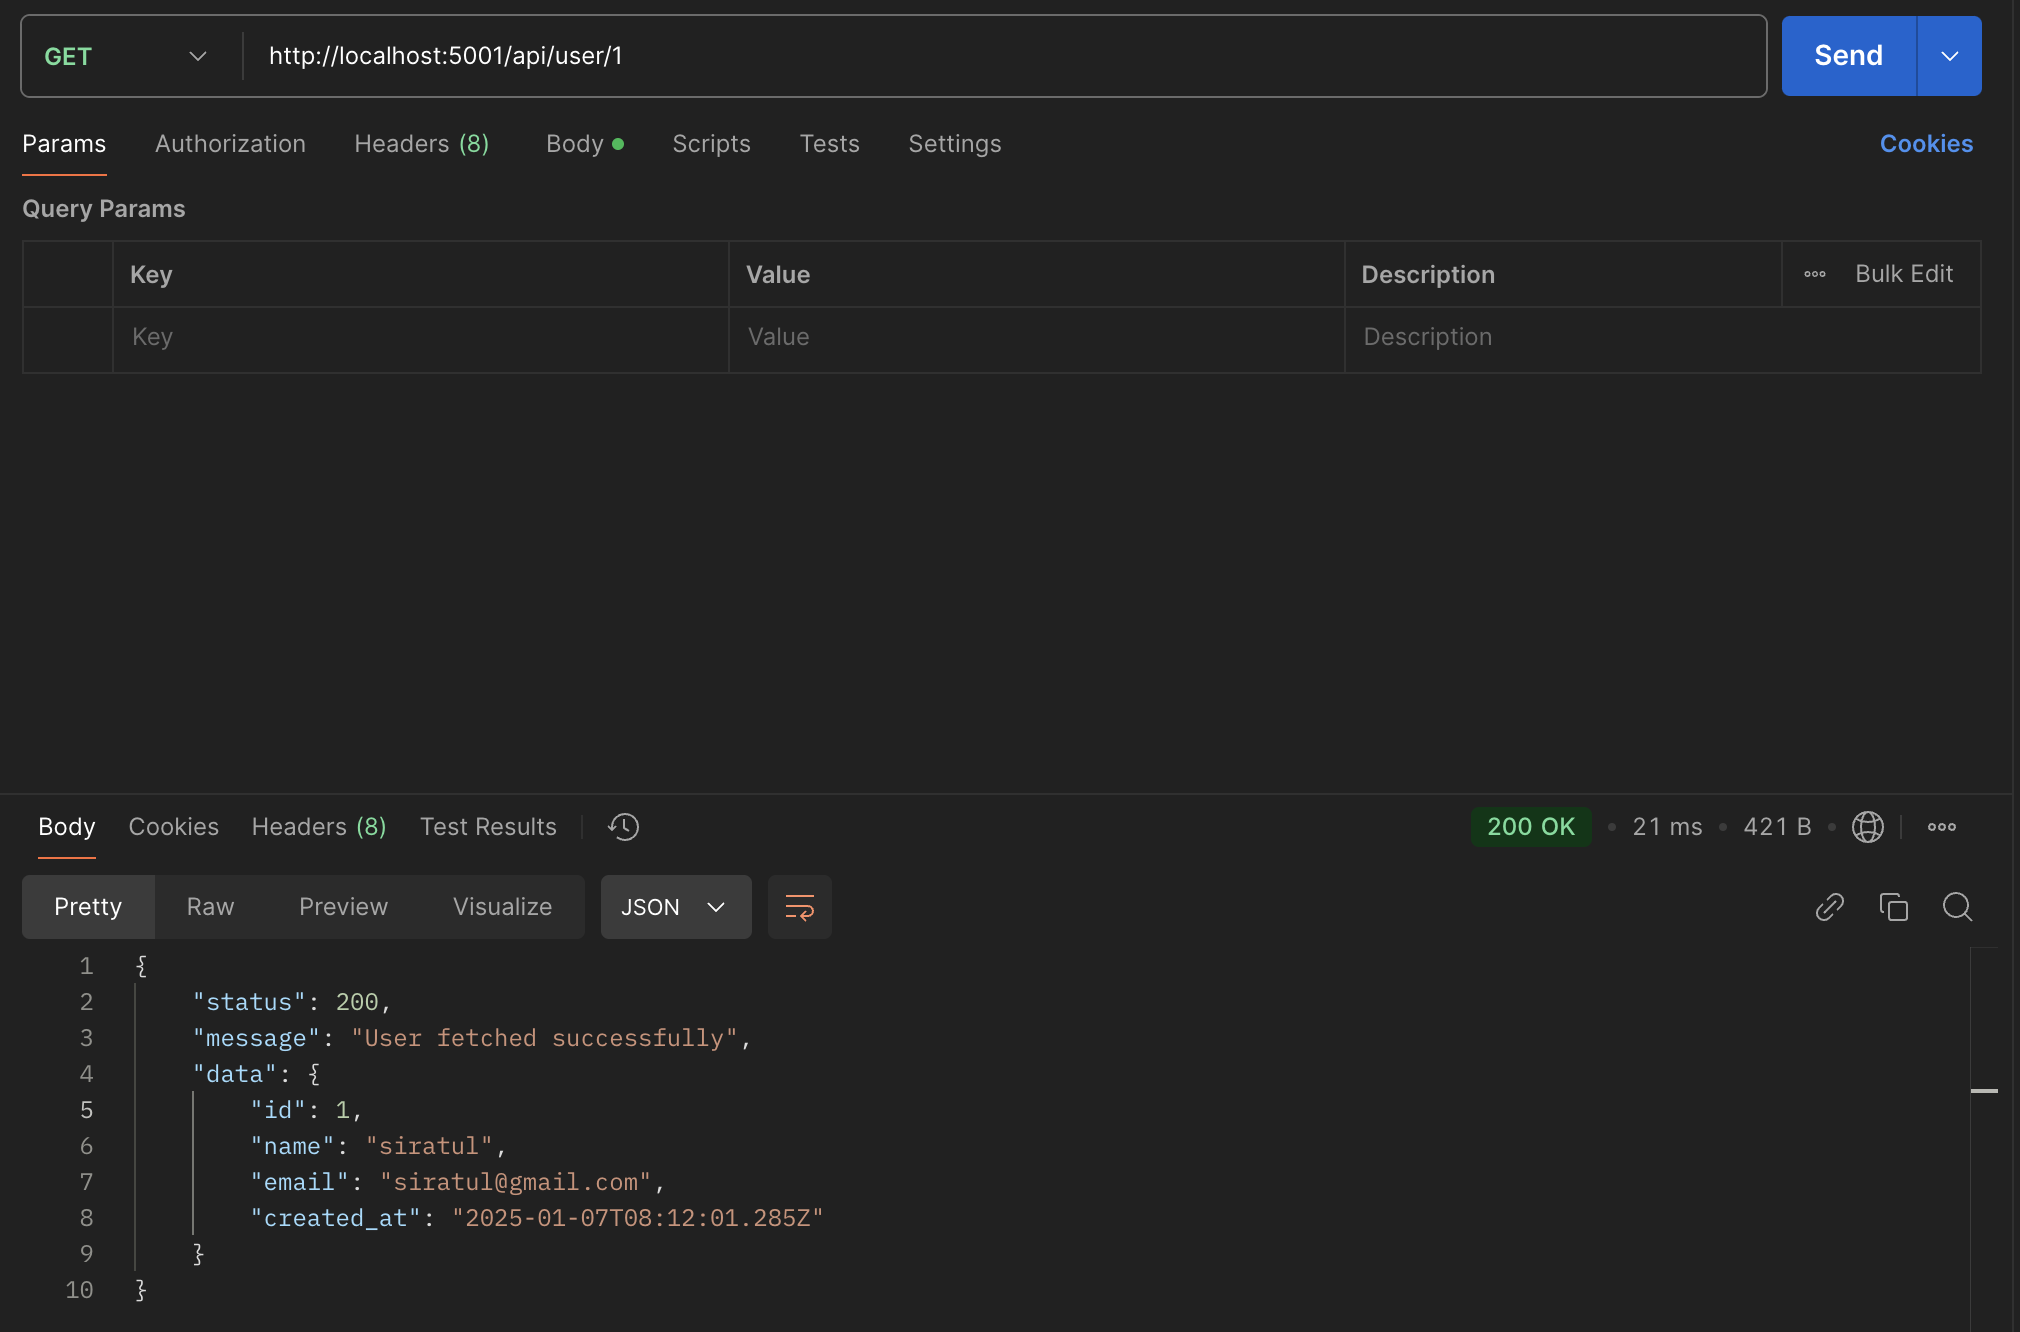 GET http://localhost:5001/api/user/1 Send
Params Authorization Headers (8) Body Scripts Tests Settings Cookies
Query Params
Key Value Description Bulk Edit
Key Value Description
Body Cookies Headers (8) Test Results 200 OK 21 ms 421 B
Pretty Raw Preview Visualize JSON
1 {
2 "status": 200,
3 "message": "User fetched successfully",
4 "data": {
5 "id": 1,
6 "name": "siratul",
7 "email": "siratul@gmail.com",
8 "created_at": "2025-01-07T08:12:01.285Z"
9 }
10 }